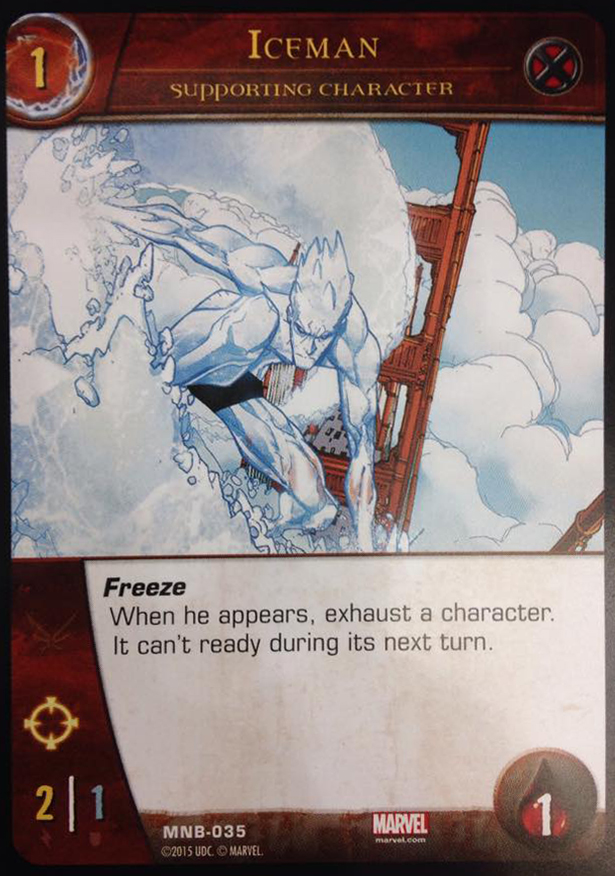 1
ICEMAN
SUPPORTING CHARACTER
Freeze
When he appears, exhaust a character.
It can't ready during its next turn.
2 | 1
1
MNB-035
MARVEL
marvel.com
©2015 UDC. © MARVEL.